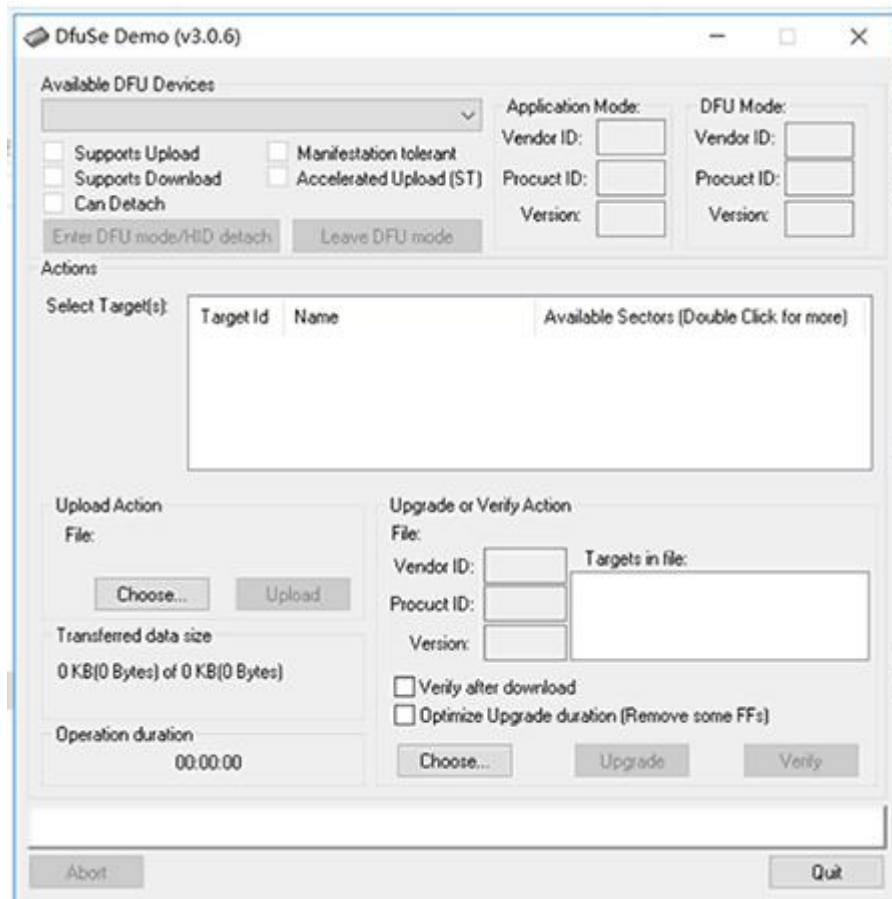 DfuSe Demo (v3.0.6)
Available DFU Devices
Supports Upload
Manifestation tolerant
Supports Download
Accelerated Upload (ST)
Can Detach
Enter DFU mode/HID detach
Leave DFU mode
Application Mode:
Vendor ID:
Procuct ID:
Version:
DFU Mode:
Vendor ID:
Procuct ID:
Version:
Actions
Select Target(s):
Target Id Name Available Sectors (Double Click for more)
Upload Action
File:
Choose... Upload
Transferred data size
0 KB(0 Bytes) of 0 KB(0 Bytes)
Operation duration
00:00:00
Upgrade or Verify Action
File:
Vendor ID:
Procuct ID:
Version:
Targets in file:
Verify after download
Optimize Upgrade duration (Remove some FFs)
Choose... Upgrade Verify
Abort Quit